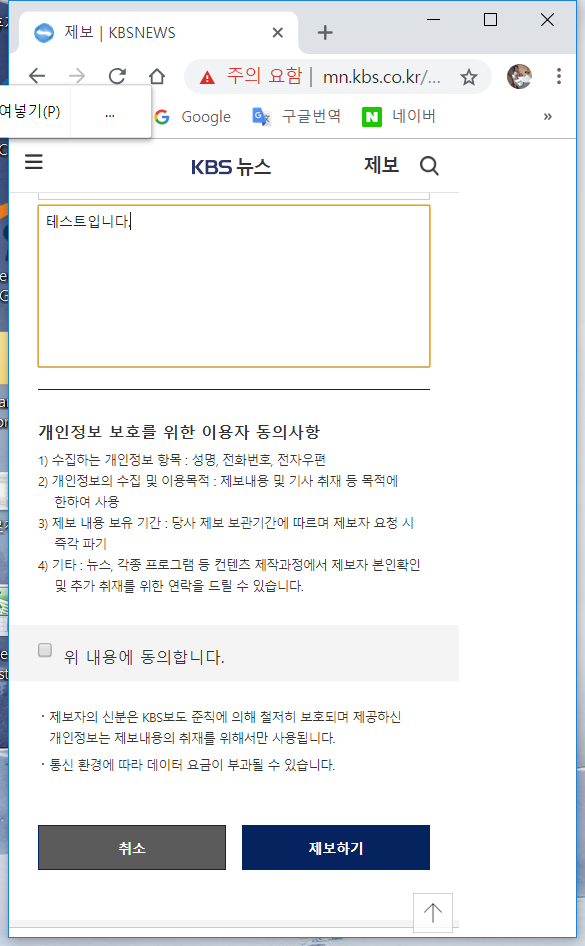 제보 | KBSNEWS
주의 요함 | mn.kbs.co.kr/...
여넣기(P) ...
Google 구글번역 네이버 »
KBS 뉴스 제보
테스트입니다.
개인정보 보호를 위한 이용자 동의사항
1) 수집하는 개인정보 항목 : 성명, 전화번호, 전자우편
2) 개인정보의 수집 및 이용목적 : 제보내용 및 기사 취재 등 목적에
한하여 사용
3) 제보 내용 보유 기간 : 당사 제보 보관기간에 따르며 제보자 요청 시
즉각 파기
4) 기타 : 뉴스, 각종 프로그램 등 컨텐츠 제작과정에서 제보자 본인확인
및 추가 취재를 위한 연락을 드릴 수 있습니다.
위 내용에 동의합니다.
· 제보자의 신분은 KBS보도 준칙에 의해 철저히 보호되며 제공하신
개인정보는 제보내용의 취재를 위해서만 사용됩니다.
· 통신 환경에 따라 데이터 요금이 부과될 수 있습니다.
취소 제보하기